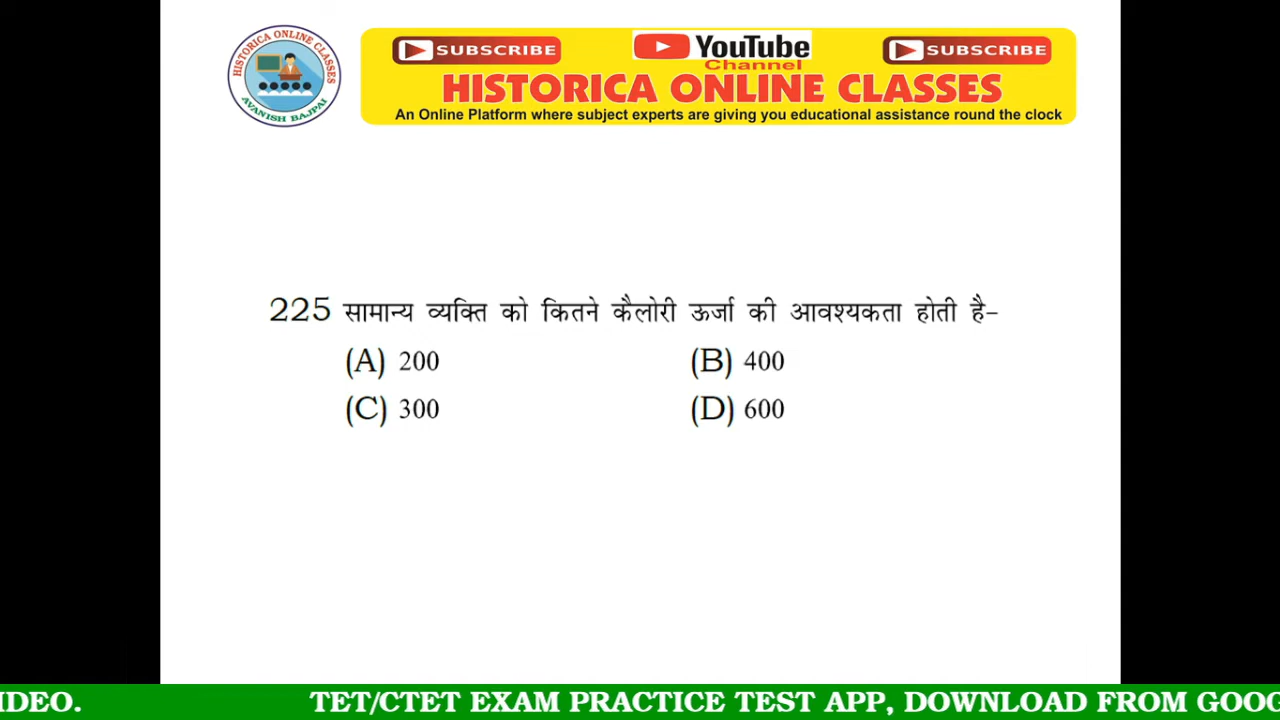 HISTORICA ONLINE CLASSES
AVANISH BAJPAI
SUBSCRIBE
YouTube
SUBSCRIBE
Channel
HISTORICA ONLINE CLASSES
An Online Platform where subject experts are giving you educational assistance round the clock
225 सामान्य व्यक्ति को कितने कैलोरी ऊर्जा की आवश्यकता होती है-
(A) 200 (B) 400
(C) 300 (D) 600
IDEO. TET/CTET EXAM PRACTICE TEST APP, DOWNLOAD FROM GOOG